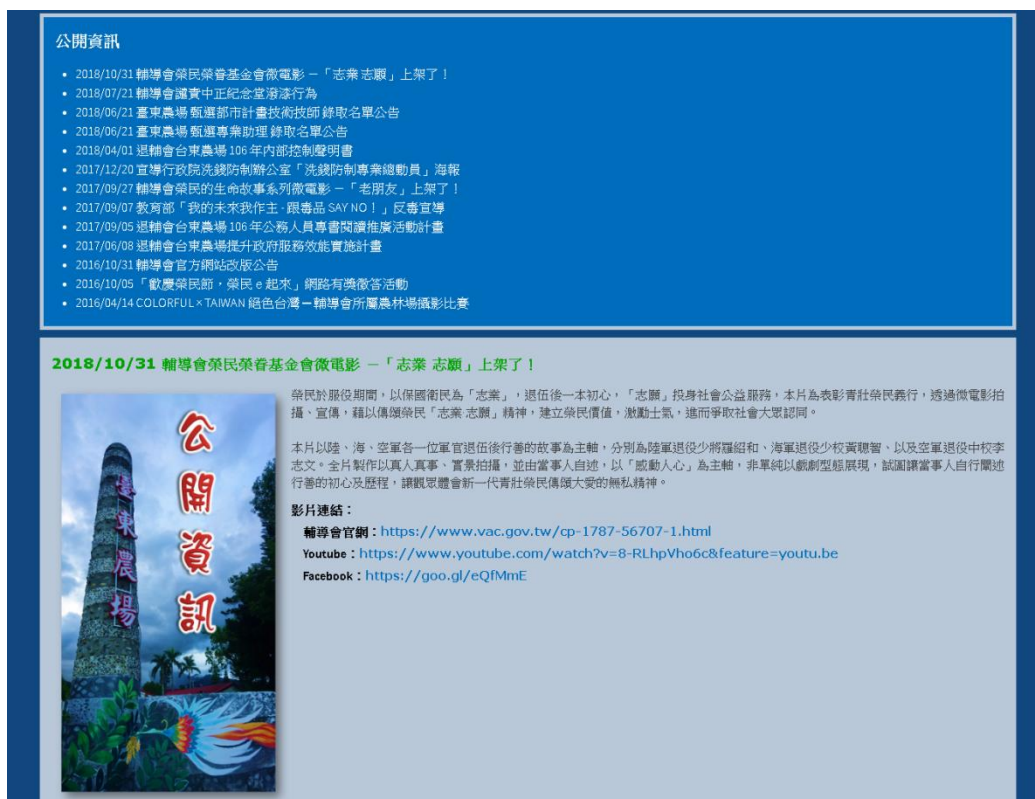 公開資訊
• 2018/10/31 輔導會榮民榮眷基金會微電影 －「志業 志願」上架了！
• 2018/07/21 輔導會譴責中正紀念堂潑漆行為
• 2018/06/21 臺東農場 甄選都市計畫技術技師 錄取名單公告
• 2018/06/21 臺東農場 甄選專業助理 錄取名單公告
• 2018/04/01 退輔會台東農場 106 年內部控制聲明書
• 2017/12/20 宣導行政院洗錢防制辦公室「洗錢防制專業總動員」海報
• 2017/09/27 輔導會榮民的生命故事系列微電影 －「老朋友」上架了！
• 2017/09/07 教育部「我的未來我作主 - 跟毒品 SAY NO！」反毒宣導
• 2017/09/05 退輔會台東農場 106 年公務人員專書閱讀推廣活動計畫
• 2017/06/08 退輔會台東農場提升政府服務效能實施計畫
• 2016/10/31 輔導會官方網站改版公告
• 2016/10/05 「歡慶榮民節，榮民 e 起來」網路有獎徵答活動
• 2016/04/14 COLORFUL × TAIWAN 絕色台灣－輔導會所屬農林場攝影比賽
2018/10/31 輔導會榮民榮眷基金會微電影 －「志業 志願」上架了！
榮民於服役期間，以保國衛民為「志業」，退伍後一本初心，「志願」投身社會公益服務，本片為表彰青壯榮民義行，透過微電影拍
攝、宣傳，藉以傳頌榮民「志業 志願」精神，建立榮民價值，激勵士氣，進而爭取社會大眾認同。
本片以陸、海、空軍各一位軍官退伍後行善的故事為主軸，分別為陸軍退役少將羅紹和、海軍退役少校黃聰智、以及空軍退役中校李
志文。全片製作以真人真事、實景拍攝，並由當事人自述，以「感動人心」為主軸，非單純以戲劇型態展現，試圖讓當事人自行闡述
行善的初心及歷程，讓觀眾體會新一代青壯榮民傳頌大愛的無私精神。
影片連結：
輔導會官網：https://www.vac.gov.tw/cp-1787-56707-1.html
Youtube：https://www.youtube.com/watch?v=8-RLhpVho6c&feature=youtu.be
Facebook：https://goo.gl/eQfMmE
公開資訊
臺東農場